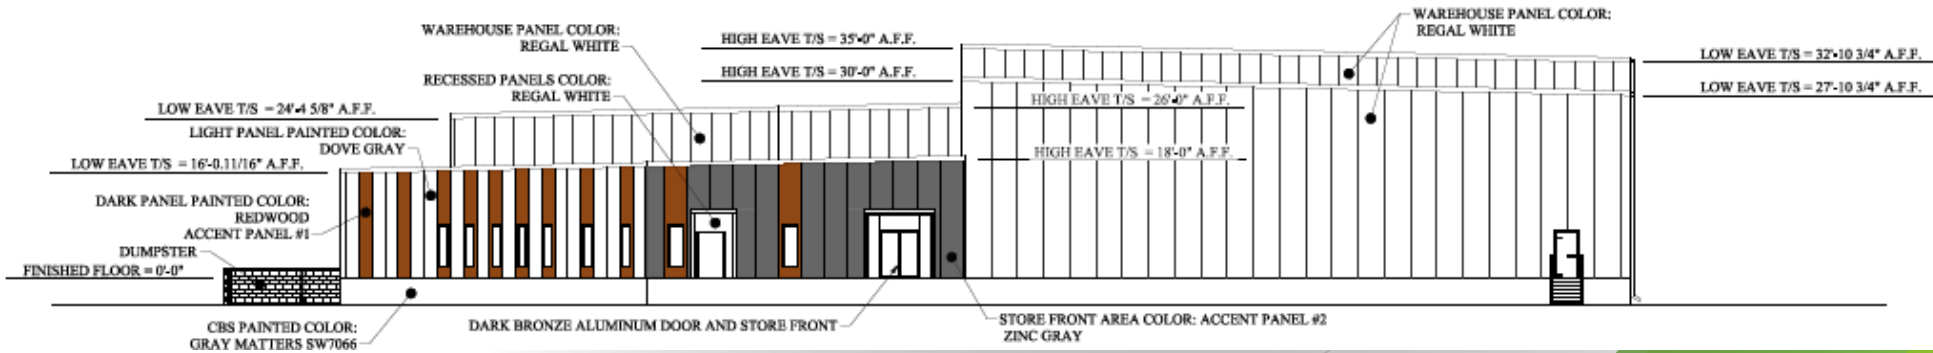 WAREHOUSE PANEL COLOR:
REGAL WHITE
RECESSED PANELS COLOR:
REGAL WHITE
LOW EAVE T/S = 24'-4 5/8" A.F.F.
LIGHT PANEL PAINTED COLOR:
DOVE GRAY
LOW EAVE T/S = 16'-0.11/16" A.F.F.
DARK PANEL PAINTED COLOR:
REDWOOD
ACCENT PANEL #1
DUMPSTER
FINISHED FLOOR = 0'-0"
CBS PAINTED COLOR:
GRAY MATTERS SW7066
HIGH EAVE T/S = 35'-0" A.F.F.
HIGH EAVE T/S = 30'-0" A.F.F.
HIGH EAVE T/S = 26'-0" A.F.F.
HIGH EAVE T/S = 18'-0" A.F.F.
DARK BRONZE ALUMINUM DOOR AND STORE FRONT
STORE FRONT AREA COLOR: ACCENT PANEL #2
ZINC GRAY
WAREHOUSE PANEL COLOR:
REGAL WHITE
LOW EAVE T/S = 32'-10 3/4" A.F.F.
LOW EAVE T/S = 27'-10 3/4" A.F.F.